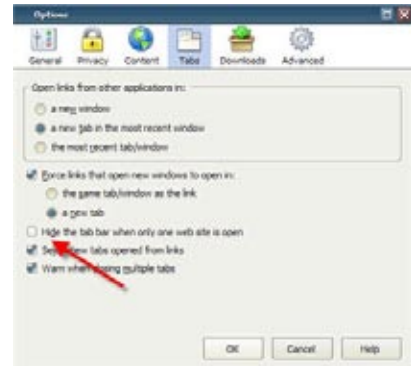 Options
General Privacy Content Tabs Downloads Advanced
Open links from other applications in:
a new window
a new tab in the most recent window
the most recent tab/window
Force links that open new windows to open in:
the same tab/window as the link
a new tab
Hide the tab bar when only one web site is open
new tabs opened from links
Warn when closing multiple tabs
OK Cancel Help